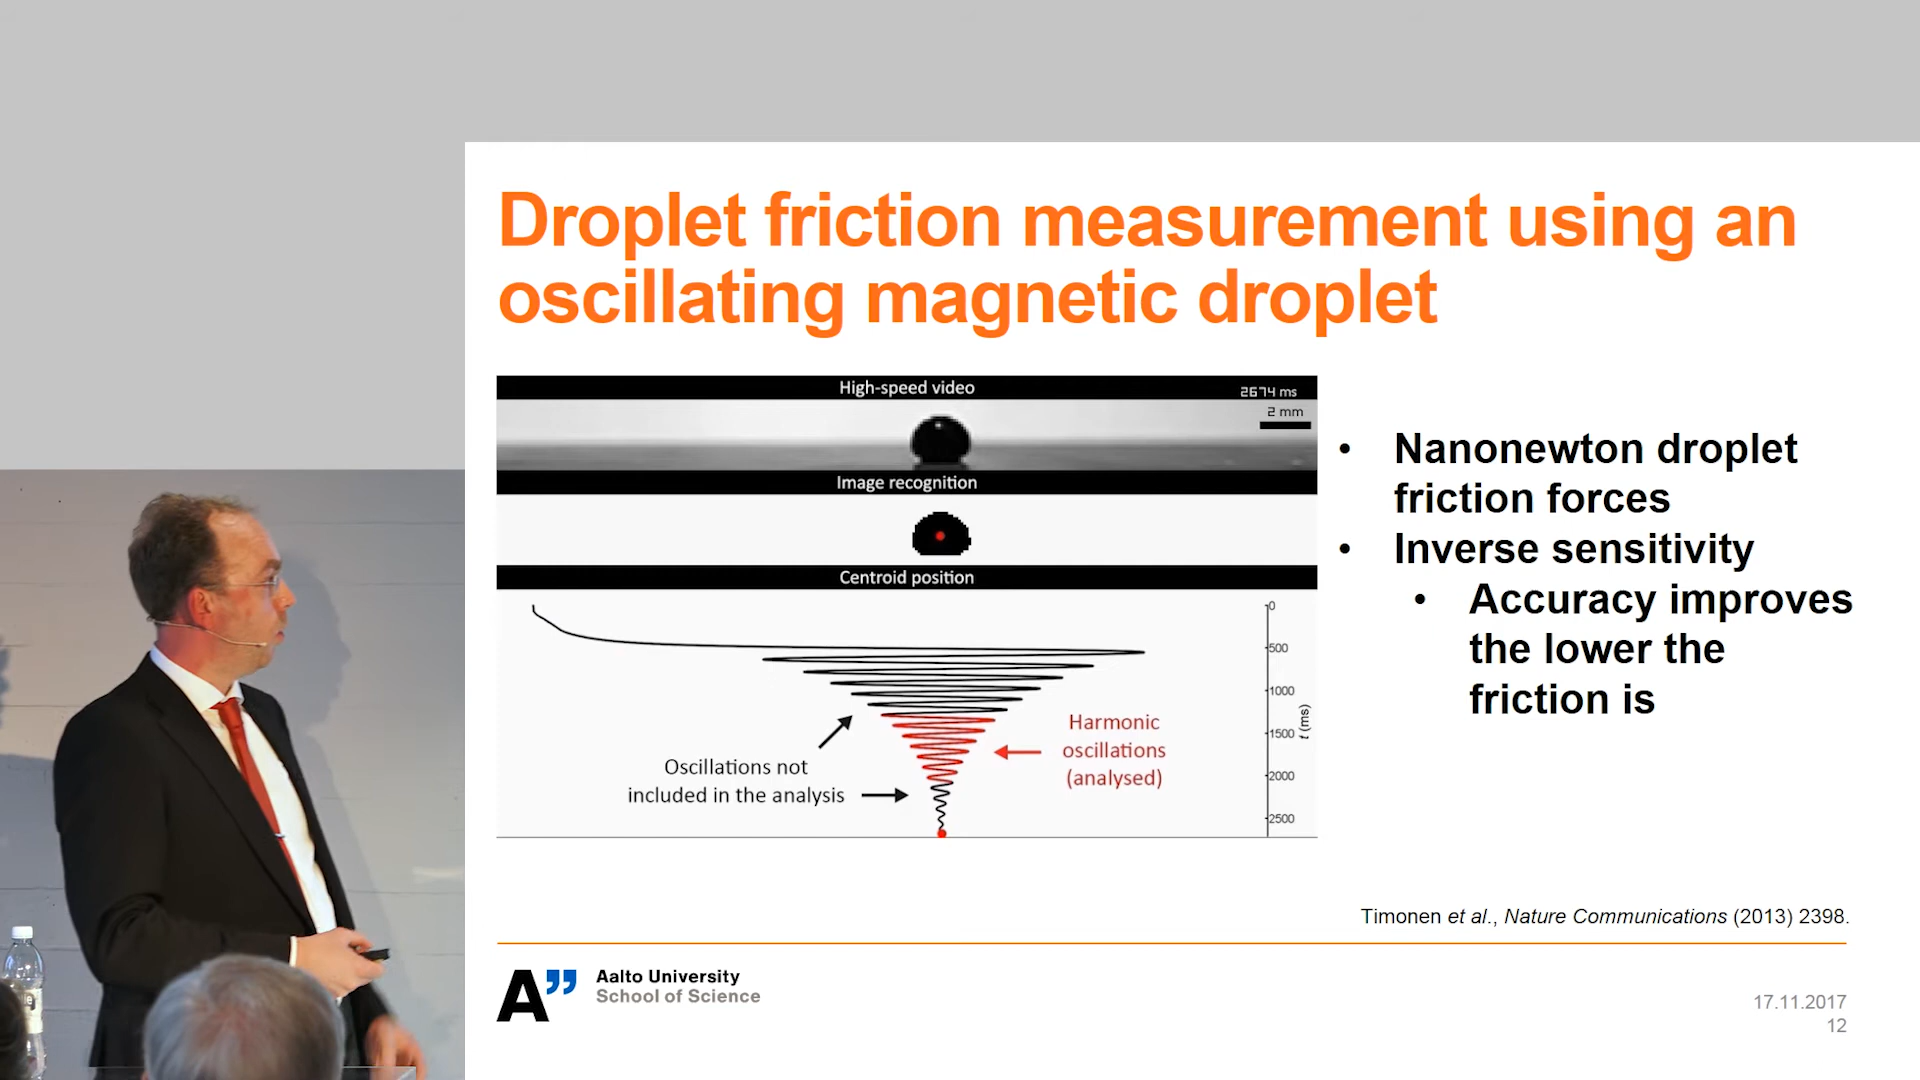 Droplet friction measurement using an
oscillating magnetic droplet
High-speed video
2674 ms
2 mm
Image recognition
Centroid position
0
500
1000
1500
2000
2500
t (ms)
Oscillations not
included in the analysis
Harmonic
oscillations
(analysed)
• Nanonewton droplet
friction forces
• Inverse sensitivity
• Accuracy improves
the lower the
friction is
Timonen et al., Nature Communications (2013) 2398.
A”
Aalto University
School of Science
17.11.2017
12